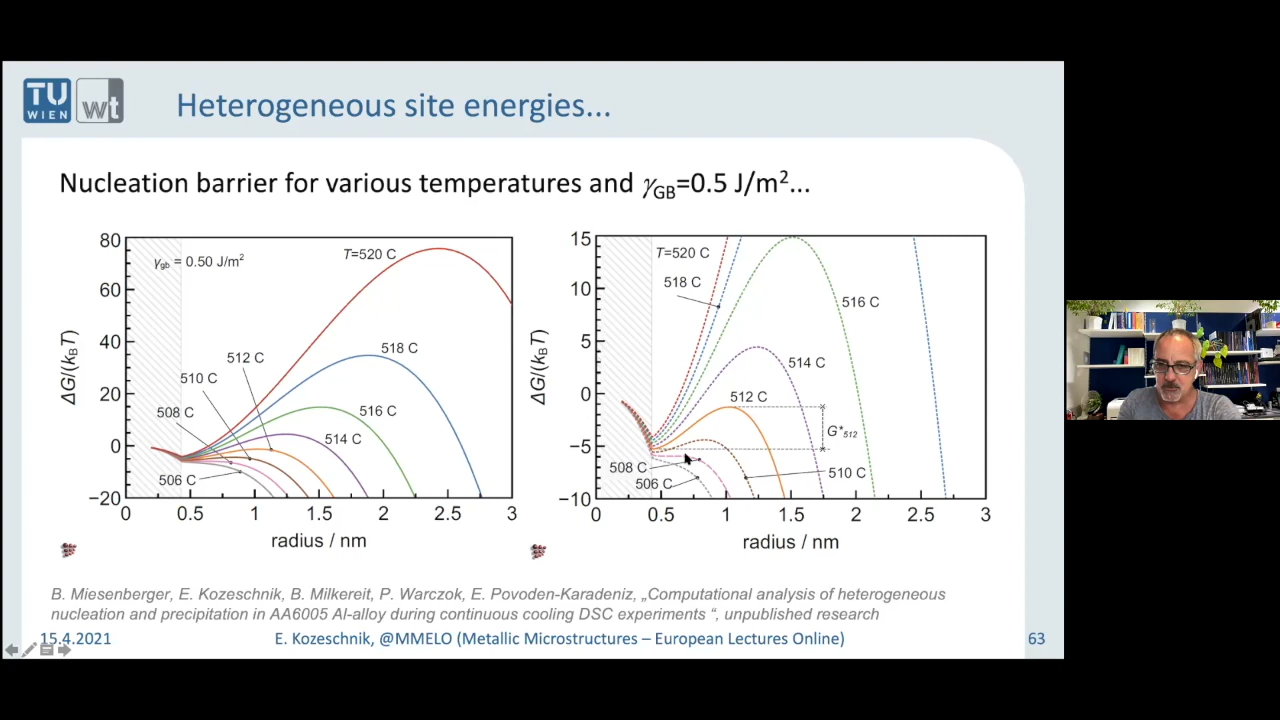 TU
WIEN
wt
Heterogeneous site energies...
Nucleation barrier for various temperatures and γGB=0.5 J/m2...
80
60
40
20
0
−20
ΔG/(kBT)
γgb = 0.50 J/m2
T=520 C
518 C
516 C
514 C
512 C
510 C
508 C
506 C
0
0.5
1
1.5
2
2.5
3
radius / nm
15
10
5
0
−5
−10
ΔG/(kBT)
T=520 C
518 C
516 C
514 C
512 C
G*512
510 C
508 C
506 C
0
0.5
1
1.5
2
2.5
3
radius / nm
B. Miesenberger, E. Kozeschnik, B. Milkereit, P. Warczok, E. Povoden-Karadeniz, „Computational analysis of heterogeneous
nucleation and precipitation in AA6005 Al-alloy during continuous cooling DSC experiments “, unpublished research
15.4.2021
E. Kozeschnik, @MMELO (Metallic Microstructures – European Lectures Online)
63